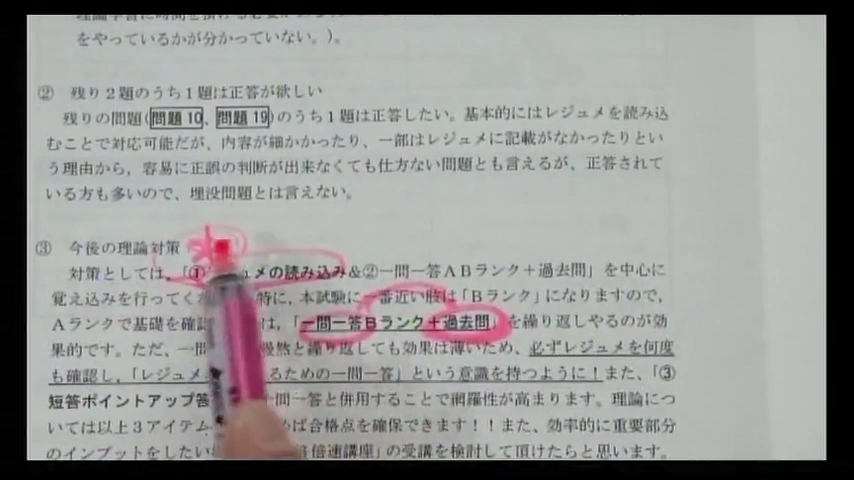 をやっているかが分かっていない。)。
② 残り2題のうち1題は正答が欲しい
残りの問題(問題10、問題19)のうち1題は正答したい。基本的にはレジュメを読み込
むことで対応可能だが、内容が細かかったり、一部はレジュメに記載がなかったりとい
う理由から、容易に正誤の判断が出来なくても仕方ない問題とも言えるが、正答されて
いる方も多いので、埋没問題とは言えない。
③ 今後の理論対策
対策としては、「① メの読み込み&②一問一答ABランク+過去問」を中心に
覚え込みを行ってく 特に、本試験に一番近い肢は「Bランク」になりますので、
Aランクで基礎を確認 は、「一問一答Bランク+過去問」を繰り返しやるのが効
果的です。ただ、一問 漫然と繰り返しても効果は薄いため、必ずレジュメを何度
も確認し、「レジュメ るための一問一答」という意識を持つように!また、「③
短答ポイントアップ答 一問一答と併用することで網羅性が高まります。理論につ
いては以上3アイテム めば合格点を確保できます!!また、効率的に重要部分
のインプットをしたい 倍速講座」の受講を検討して頂けたらと思います。